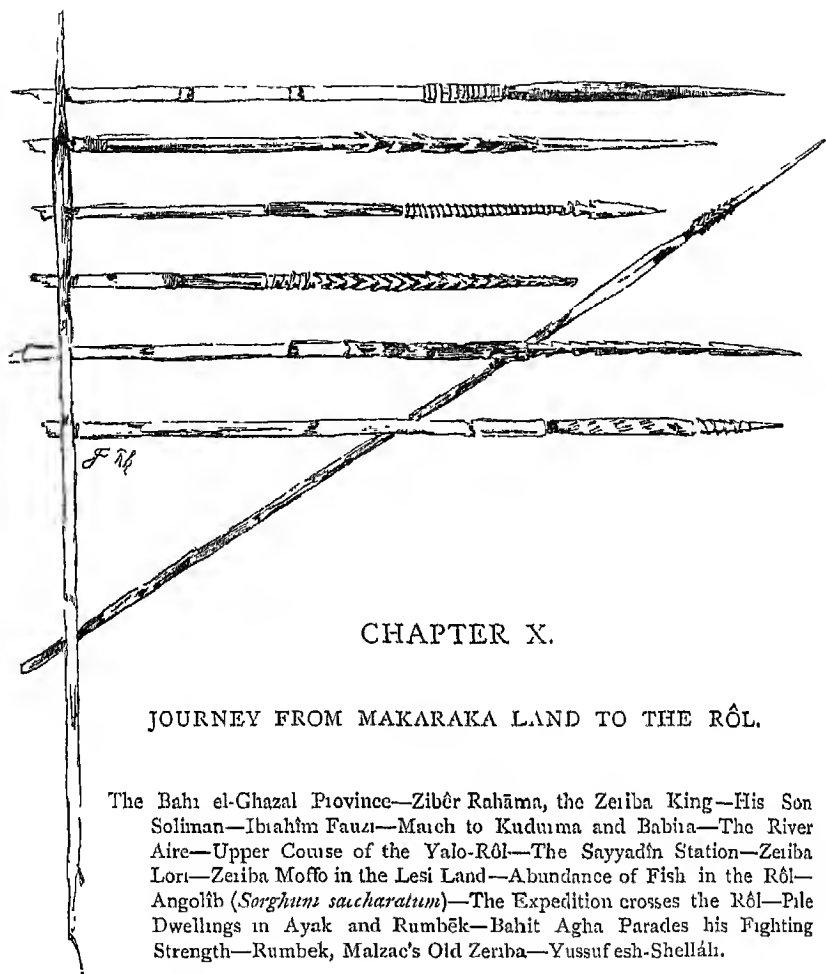 CHAPTER X.
JOURNEY FROM MAKARAKA LAND TO THE RÔL.
The Bahr el-Ghazal Province—Zibêr Rahāma, the Zeriba King—His Son
Soliman—Ibrahîm Fauzi—March to Kudurma and Babira—The River
Aire—Upper Course of the Yalo-Rôl—The Sayyadîn Station—Zeriba
Lori—Zeriba Moffo in the Lesi Land—Abundance of Fish in the Rôl—
Angolîb (Sorghum saccharatum)—The Expedition crosses the Rôl—Pile
Dwellings in Ayak and Rumbêk—Bahit Agha Parades his Fighting
Strength—Rumbek, Malzac's Old Zeriba—Yussuf esh-Shelláli.